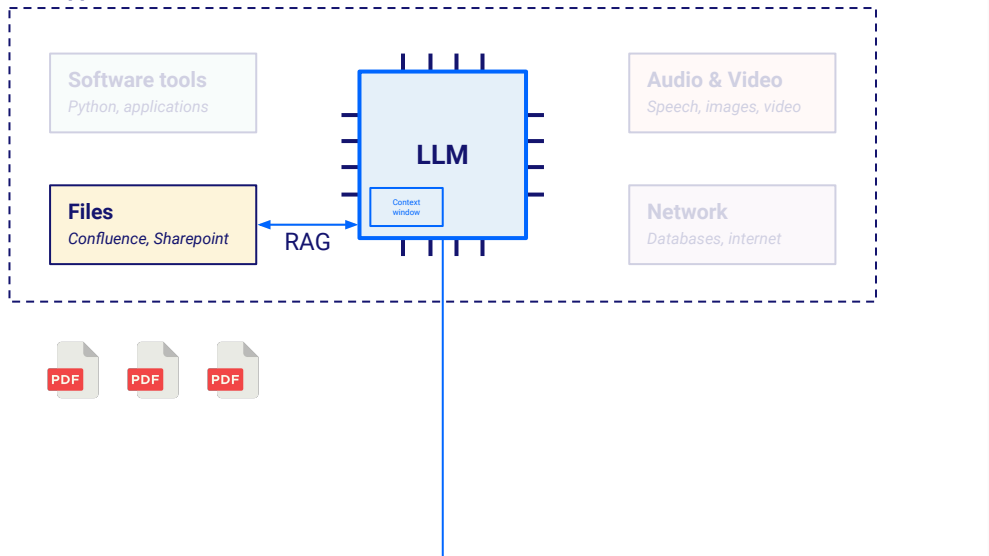 Software tools
Python, applications
Audio & Video
Speech, images, video
LLM
Context
window
Files
Confluence, Sharepoint
RAG
Network
Databases, internet
PDF
PDF
PDF